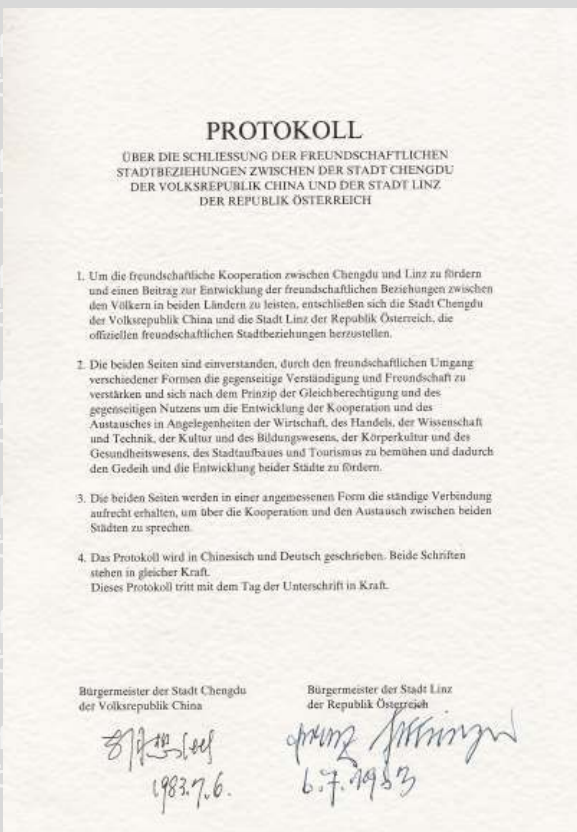 PROTOKOLL
ÜBER DIE SCHLIESSUNG DER FREUNDSCHAFTLICHEN
STADTBEZIEHUNGEN ZWISCHEN DER STADT CHENGDU
DER VOLKSREPUBLIK CHINA UND DER STADT LINZ
DER REPUBLIK ÖSTERREICH
1. Um die freundschaftliche Kooperation zwischen Chengdu und Linz zu fördern
und einen Beitrag zur Entwicklung der freundschaftlichen Beziehungen zwischen
den Völkern in beiden Ländern zu leisten, entschließen sich die Stadt Chengdu
der Volksrepublik China und die Stadt Linz der Republik Österreich, die
offiziellen freundschaftlichen Stadtbeziehungen herzustellen.
2. Die beiden Seiten sind einverstanden, durch den freundschaftlichen Umgang
verschiedener Formen die gegenseitige Verständigung und Freundschaft zu
verstärken und sich nach dem Prinzip der Gleichberechtigung und des
gegenseitigen Nutzens um die Entwicklung der Kooperation und des
Austausches in Angelegenheiten der Wirtschaft, des Handels, der Wissenschaft
und Technik, der Kultur und des Bildungswesens, der Körperkultur und des
Gesundheitswesens, des Stadtaufbaues und Tourismus zu bemühen und dadurch
den Gedeih und die Entwicklung beider Städte zu fördern.
3. Die beiden Seiten werden in einer angemessenen Form die ständige Verbindung
aufrecht erhalten, um über die Kooperation und den Austausch zwischen beiden
Städten zu sprechen.
4. Das Protokoll wird in Chinesisch und Deutsch geschrieben. Beide Schriften
stehen in gleicher Kraft.
Dieses Protokoll tritt mit dem Tag der Unterschrift in Kraft.
Bürgermeister der Stadt Chengdu
der Volksrepublik China
1983.7.6.
Bürgermeister der Stadt Linz
der Republik Österreich
6.7.1983